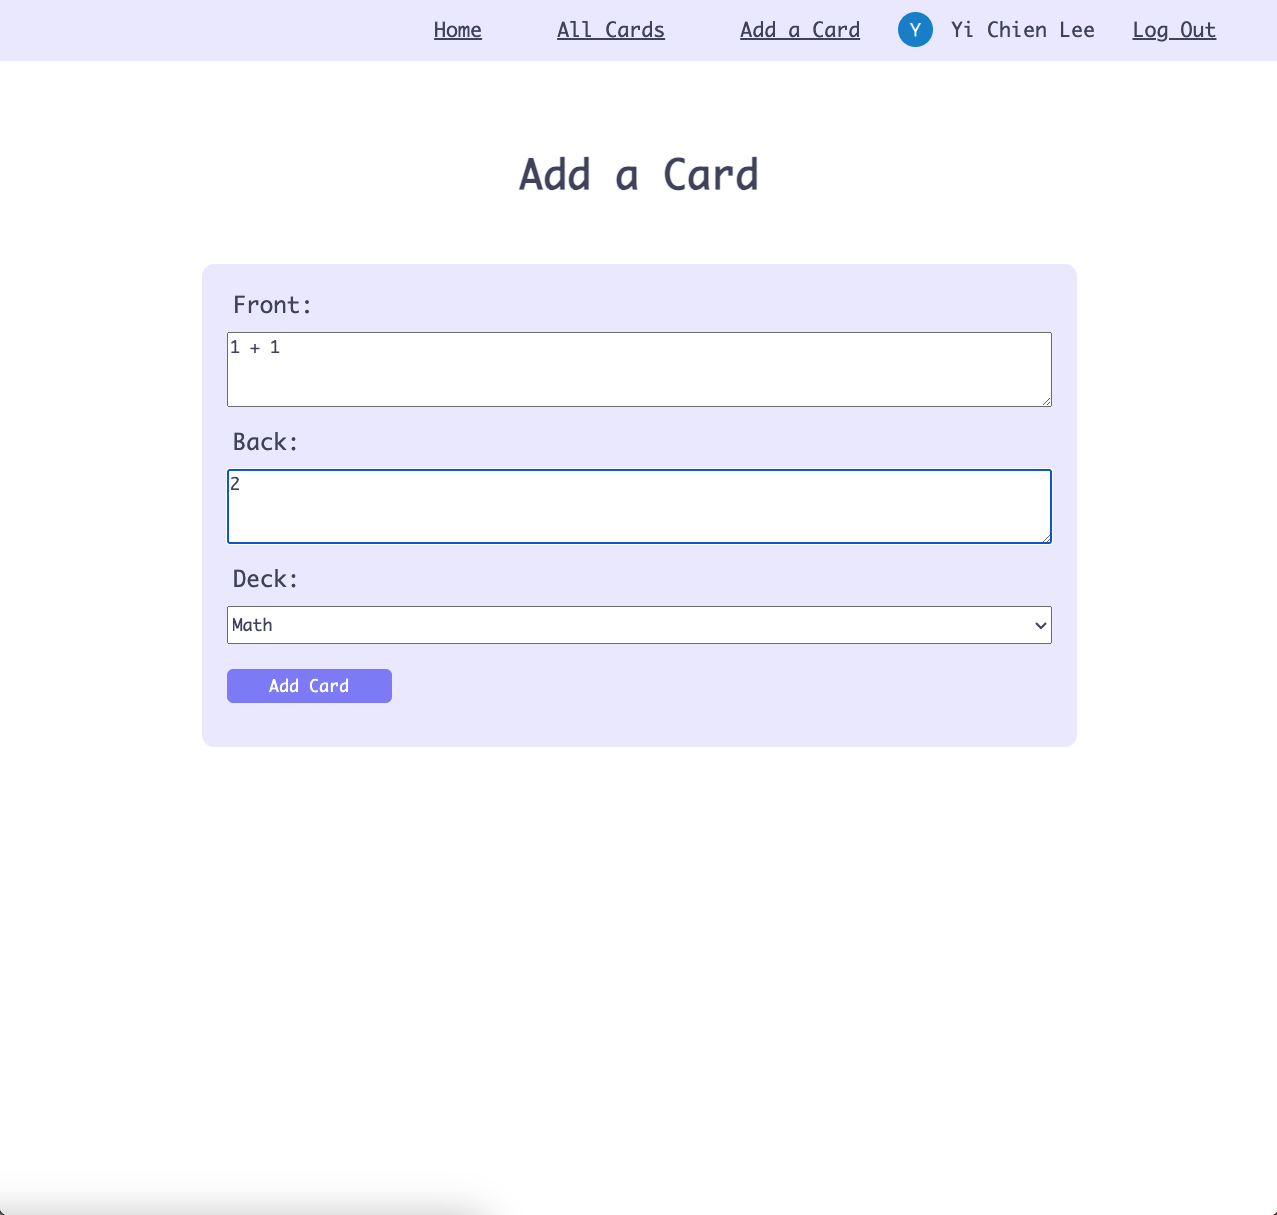 Home All Cards Add a Card Y Yi Chien Lee Log Out
Add a Card
Front:
1 + 1
Back:
2
Deck:
Math
Add Card